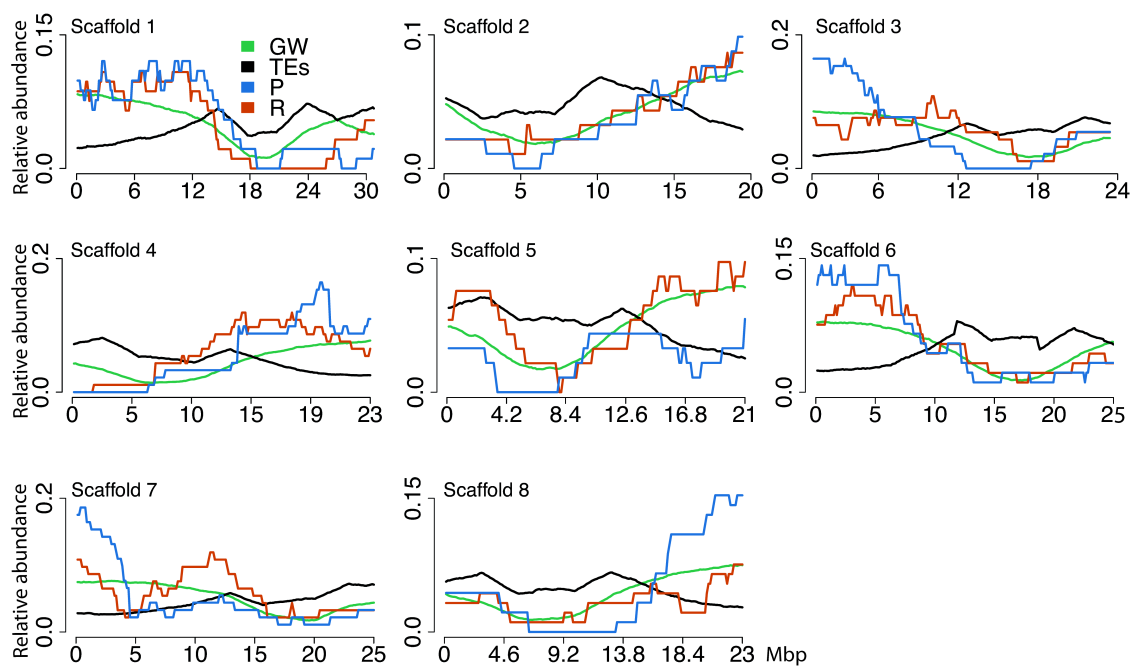 Scaffold 1
Scaffold 2
Scaffold 3
Relative abundance
0.15
0.0
GW
TEs
P
R
0 6 12 18 24 30
0.1
0.0
0 5 10 15 20
0.2
0.0
0 6 12 18 24
Scaffold 4
Scaffold 5
Scaffold 6
Relative abundance
0.2
0.0
0 5 10 15 19 23
0.1
0.0
0 4.2 8.4 12.6 16.8 21
0.15
0.0
0 5 10 15 20 25
Scaffold 7
Scaffold 8
Relative abundance
0.2
0.0
0 5 10 15 20 25
0.15
0.0
0 4.6 9.2 13.8 18.4 23 Mbp